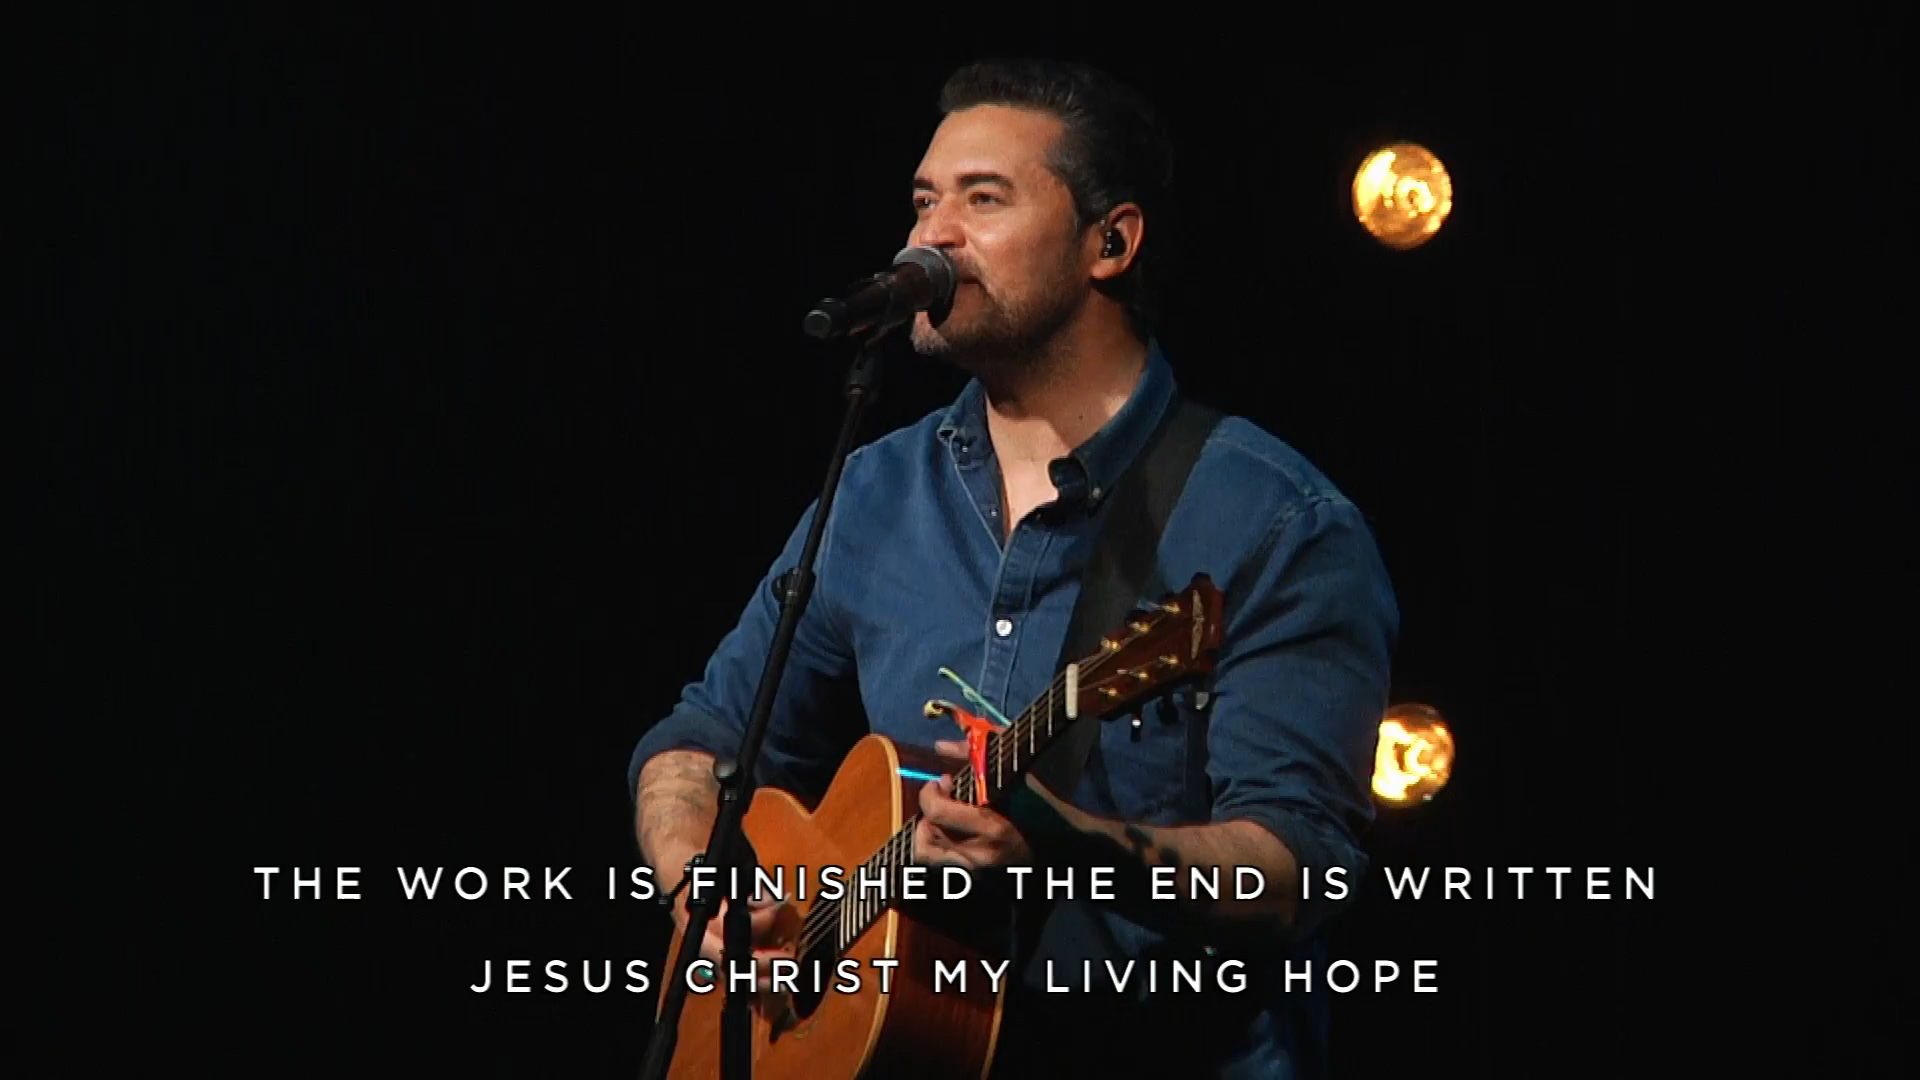 THE WORK IS FINISHED THE END IS WRITTEN
JESUS CHRIST MY LIVING HOPE